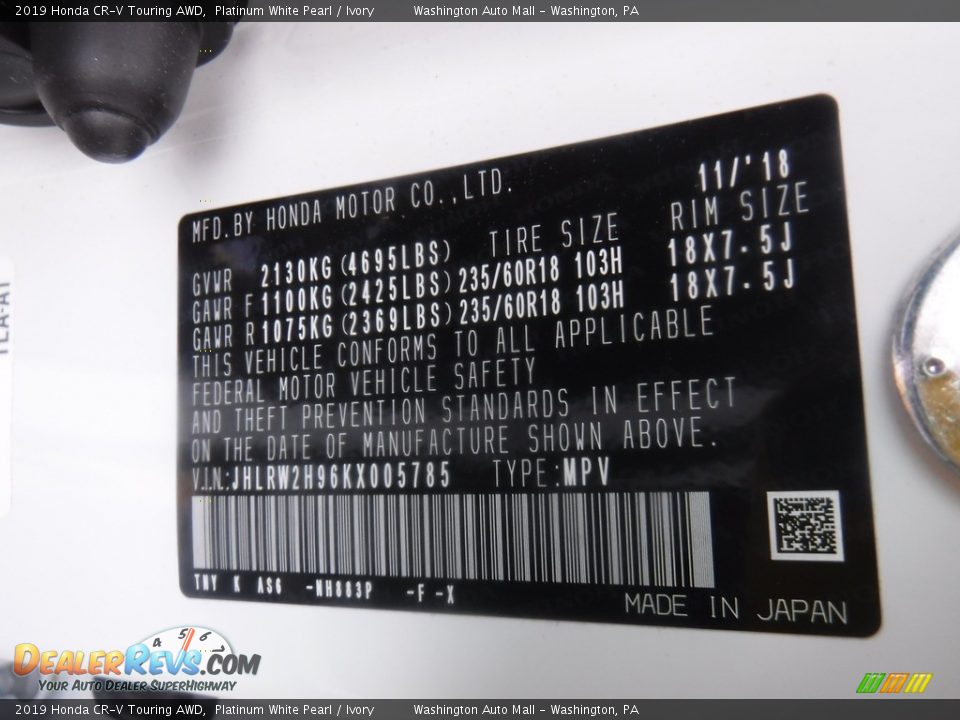 2019 Honda CR-V Touring AWD, Platinum White Pearl / Ivory Washington Auto Mall - Washington, PA
MFD.BY HONDA MOTOR CO.,LTD. 11/'18
TIRE SIZE RIM SIZE
GVWR 2130KG(4695LBS)
GAWR F 1100KG(2425LBS) 235/60R18 103H 18X7.5J
GAWR R 1075KG(2369LBS) 235/60R18 103H 18X7.5J
THIS VEHICLE CONFORMS TO ALL APPLICABLE
FEDERAL MOTOR VEHICLE SAFETY
AND THEFT PREVENTION STANDARDS IN EFFECT
ON THE DATE OF MANUFACTURE SHOWN ABOVE.
V.I.N.:JHLRW2H96KX005785 TYPE:MPV
TNY K AS6 -NH883P -F -X
MADE IN JAPAN
TLA-A1
4 5 6
DEALERREVS.COM
YOUR AUTO DEALER SUPERHIGHWAY
2019 Honda CR-V Touring AWD, Platinum White Pearl / Ivory Washington Auto Mall - Washington, PA